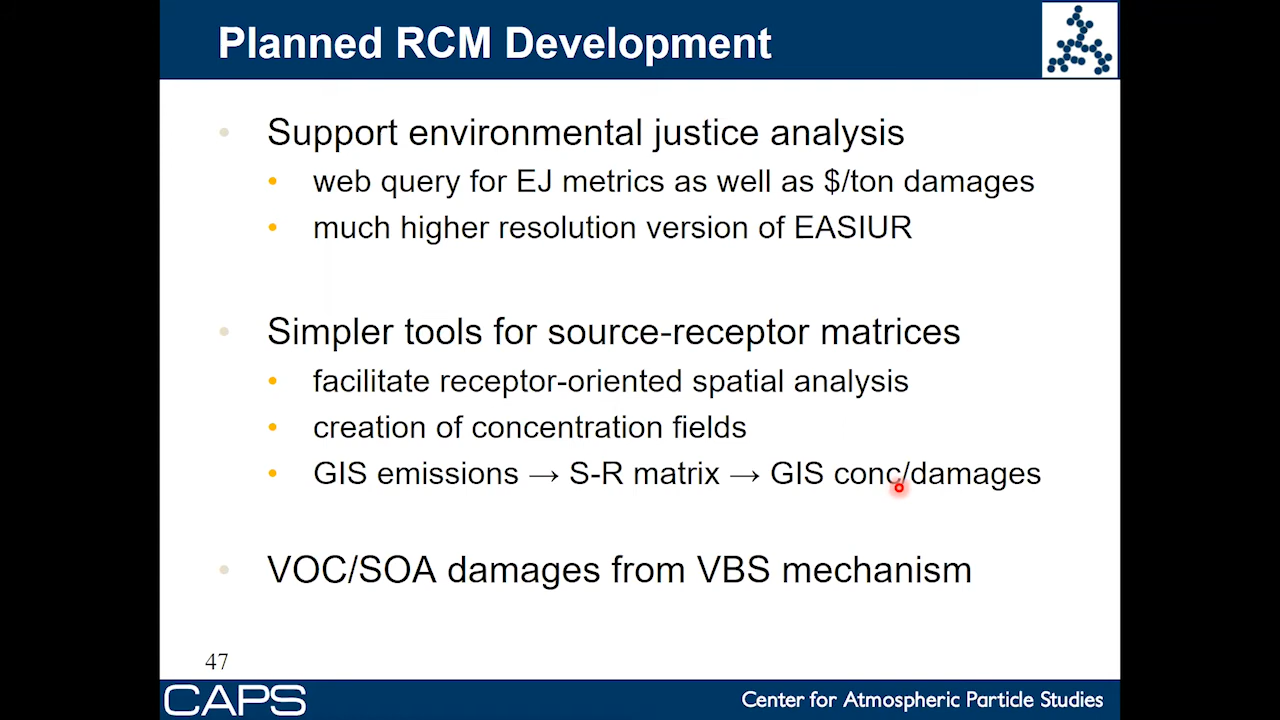 Planned RCM Development
• Support environmental justice analysis
• web query for EJ metrics as well as $/ton damages
• much higher resolution version of EASIUR
• Simpler tools for source-receptor matrices
• facilitate receptor-oriented spatial analysis
• creation of concentration fields
• GIS emissions → S-R matrix → GIS conc/damages
• VOC/SOA damages from VBS mechanism
47
CAPS
Center for Atmospheric Particle Studies